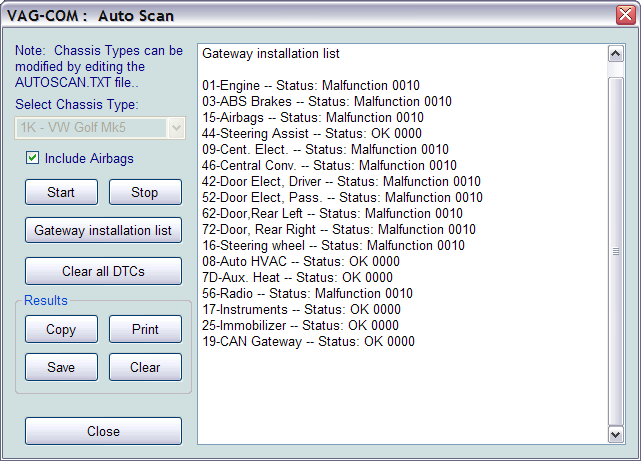 VAG-COM :  Auto Scan
Note:  Chassis Types can be
modified by editing the
AUTOSCAN.TXT file..
Select Chassis Type:
1K - VW Golf Mk5
Include Airbags
Start
Stop
Gateway installation list
Clear all DTCs
Results
Copy
Print
Save
Clear
Close
Gateway installation list
01-Engine -- Status: Malfunction 0010
03-ABS Brakes -- Status: Malfunction 0010
15-Airbags -- Status: Malfunction 0010
44-Steering Assist -- Status: OK 0000
09-Cent. Elect. -- Status: Malfunction 0010
46-Central Conv. -- Status: Malfunction 0010
42-Door Elect, Driver -- Status: Malfunction 0010
52-Door Elect, Pass. -- Status: Malfunction 0010
62-Door,Rear Left -- Status: Malfunction 0010
72-Door, Rear Right -- Status: Malfunction 0010
16-Steering wheel -- Status: Malfunction 0010
08-Auto HVAC -- Status: OK 0000
7D-Aux. Heat -- Status: OK 0000
56-Radio -- Status: Malfunction 0010
17-Instruments -- Status: OK 0000
25-Immobilizer -- Status: OK 0000
19-CAN Gateway -- Status: OK 0000